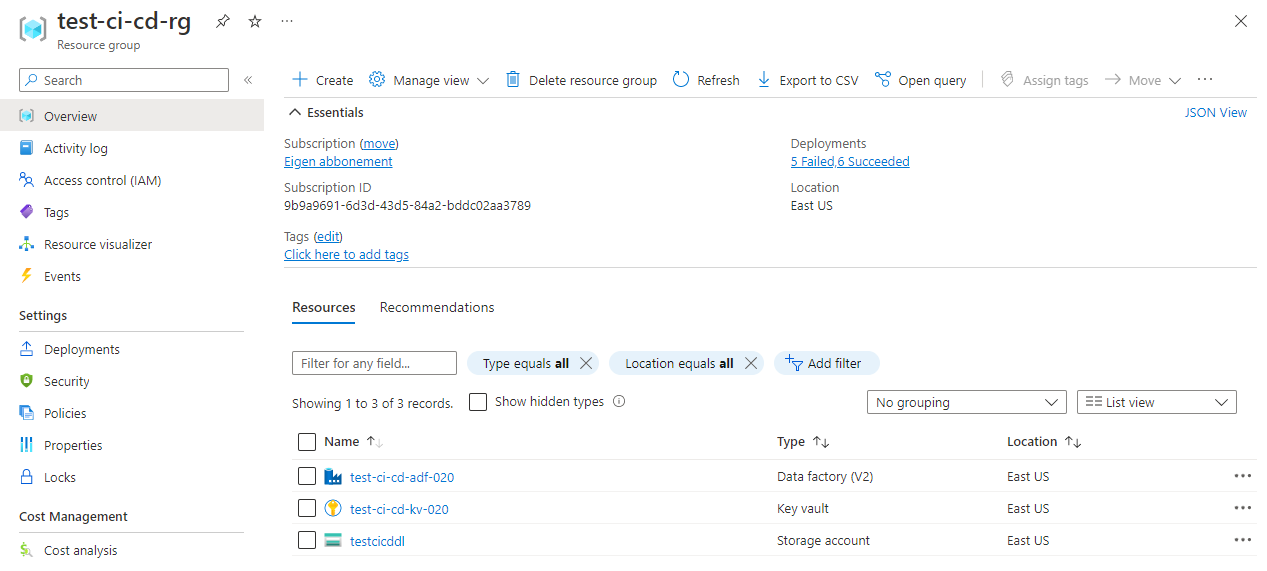 test-ci-cd-rg
Resource group
Search
Overview
Activity log
Access control (IAM)
Tags
Resource visualizer
Events
Settings
Deployments
Security
Policies
Properties
Locks
Cost Management
Cost analysis
Create Manage view Delete resource group Refresh Export to CSV Open query Assign tags Move
Essentials JSON View
Subscription (move)
Eigen abbonement
Subscription ID
9b9a9691-6d3d-43d5-84a2-bddc02aa3789
Deployments
5 Failed,6 Succeeded
Location
East US
Tags (edit)
Click here to add tags
Resources Recommendations
Filter for any field... Type equals all Location equals all Add filter
Showing 1 to 3 of 3 records. Show hidden types No grouping List view
Name Type Location
test-ci-cd-adf-020 Data factory (V2) East US
test-ci-cd-kv-020 Key vault East US
testcicddl Storage account East US